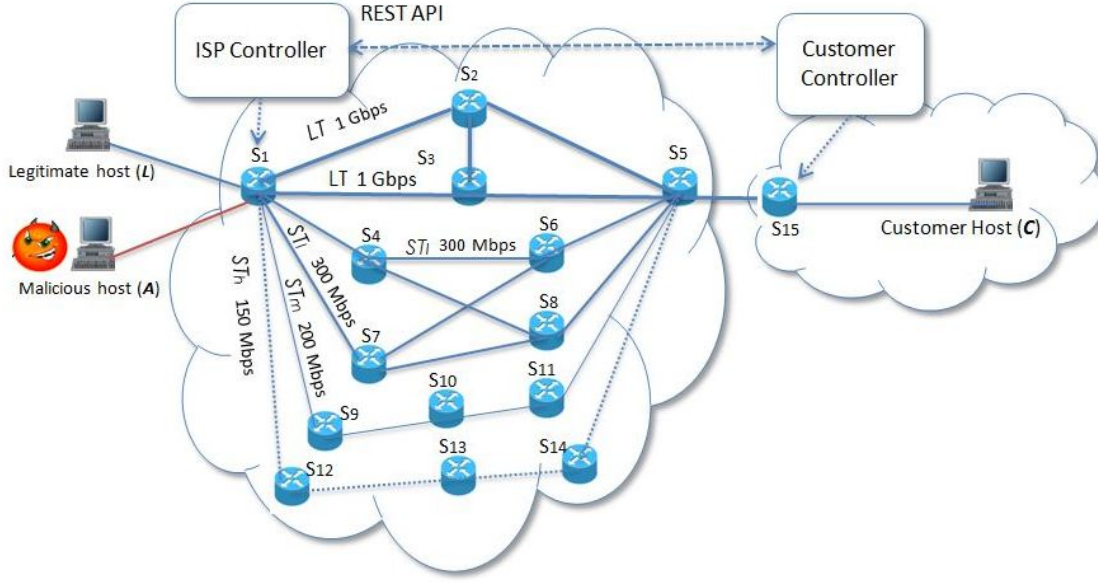 REST API
ISP Controller
Customer
Controller
S2
LT 1 Gbps
S1
S3
S5
LT 1 Gbps
Legitimate host (L)
S15
Customer Host (C)
S4
STl 300 Mbps
S6
STl 300 Mbps
Malicious host (A)
STh 150 Mbps
STm 200 Mbps
S7
S8
S9
S10
S11
S12
S13
S14